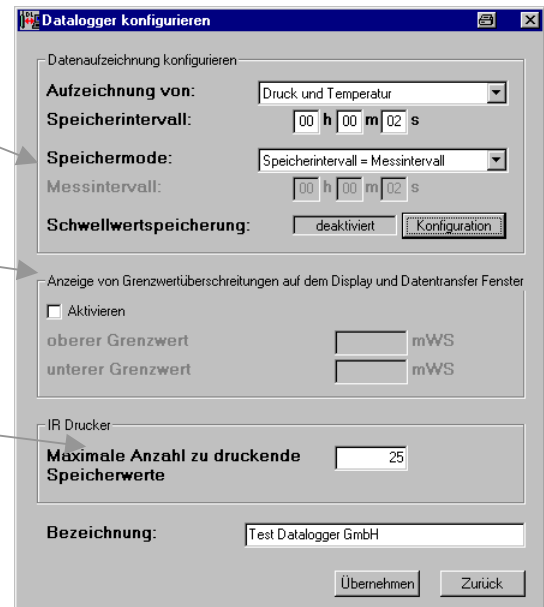 Datalogger konfigurieren
Datenaufzeichnung konfigurieren
Aufzeichnung von: Druck und Temperatur
Speicherintervall: 00 h 00 m 02 s
Speichermode: Speicherintervall = Messintervall
Messintervall: 00 h 00 m 02 s
Schwellwertspeicherung: deaktiviert Konfiguration
Anzeige von Grenzwertüberschreitungen auf dem Display und Datentransfer Fenster
Aktivieren
oberer Grenzwert mWS
unterer Grenzwert mWS
IR Drucker
Maximale Anzahl zu druckende 25
Speicherwerte
Bezeichnung: Test Datalogger GmbH
Übernehmen Zurück